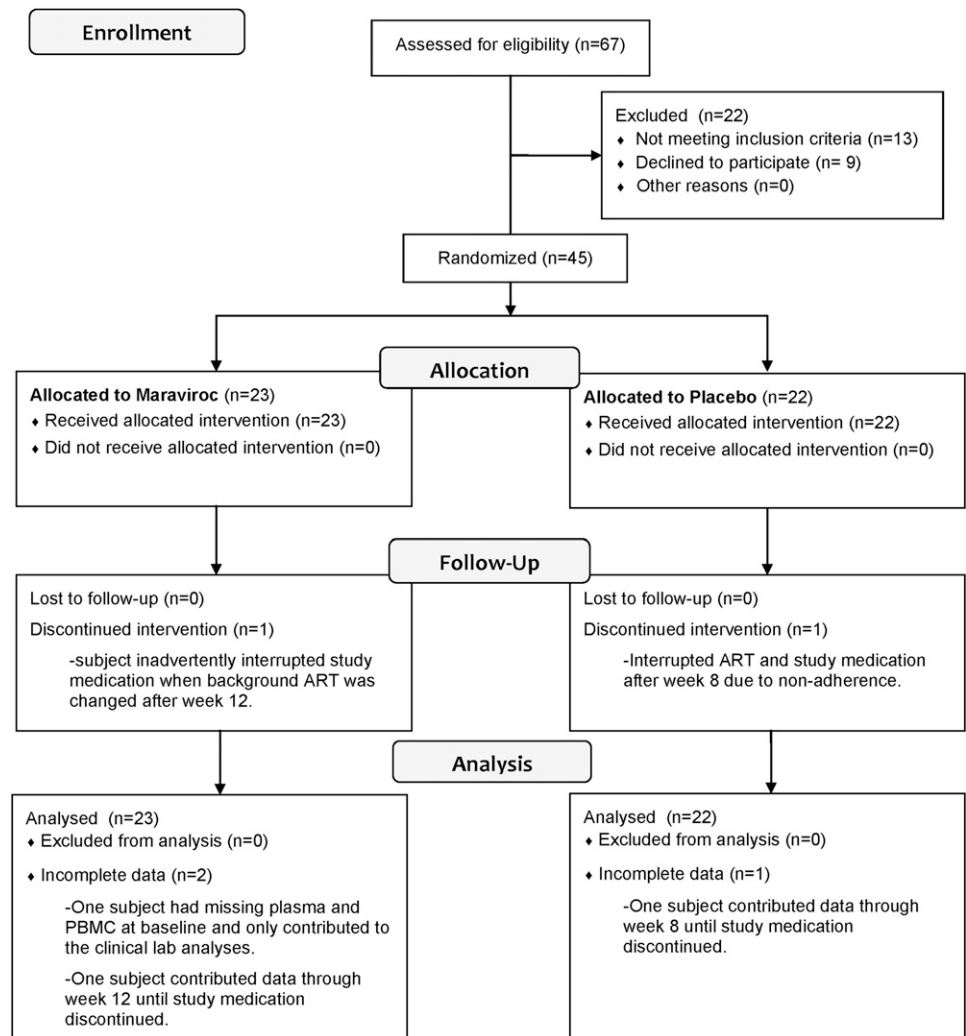 Enrollment
Assessed for eligibility (n=67)
Excluded (n=22)
♦ Not meeting inclusion criteria (n=13)
♦ Declined to participate (n= 9)
♦ Other reasons (n=0)
Randomized (n=45)
Allocation
Allocated to Maraviroc (n=23)
♦ Received allocated intervention (n=23)
♦ Did not receive allocated intervention (n=0)
Allocated to Placebo (n=22)
♦ Received allocated intervention (n=22)
♦ Did not receive allocated intervention (n=0)
Follow-Up
Lost to follow-up (n=0)
Discontinued intervention (n=1)
-subject inadvertently interrupted study
medication when background ART was
changed after week 12.
Lost to follow-up (n=0)
Discontinued intervention (n=1)
-Interrupted ART and study medication
after week 8 due to non-adherence.
Analysis
Analysed (n=23)
♦ Excluded from analysis (n=0)
♦ Incomplete data (n=2)
-One subject had missing plasma and
PBMC at baseline and only contributed to
the clinical lab analyses.
-One subject contributed data through
week 12 until study medication
discontinued.
Analysed (n=22)
♦ Excluded from analysis (n=0)
♦ Incomplete data (n=1)
-One subject contributed data through
week 8 until study medication
discontinued.